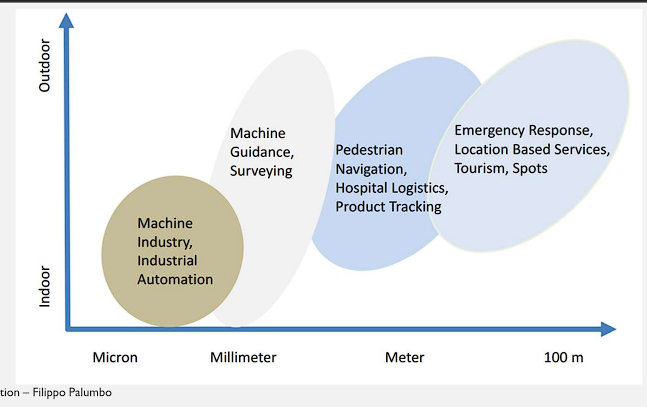 Outdoor
Indoor
Machine
Industry,
Industrial
Automation
Machine
Guidance,
Surveying
Pedestrian
Navigation,
Hospital Logistics,
Product Tracking
Emergency Response,
Location Based Services,
Tourism, Spots
Micron
Millimeter
Meter
100 m
tion – Filippo Palumbo